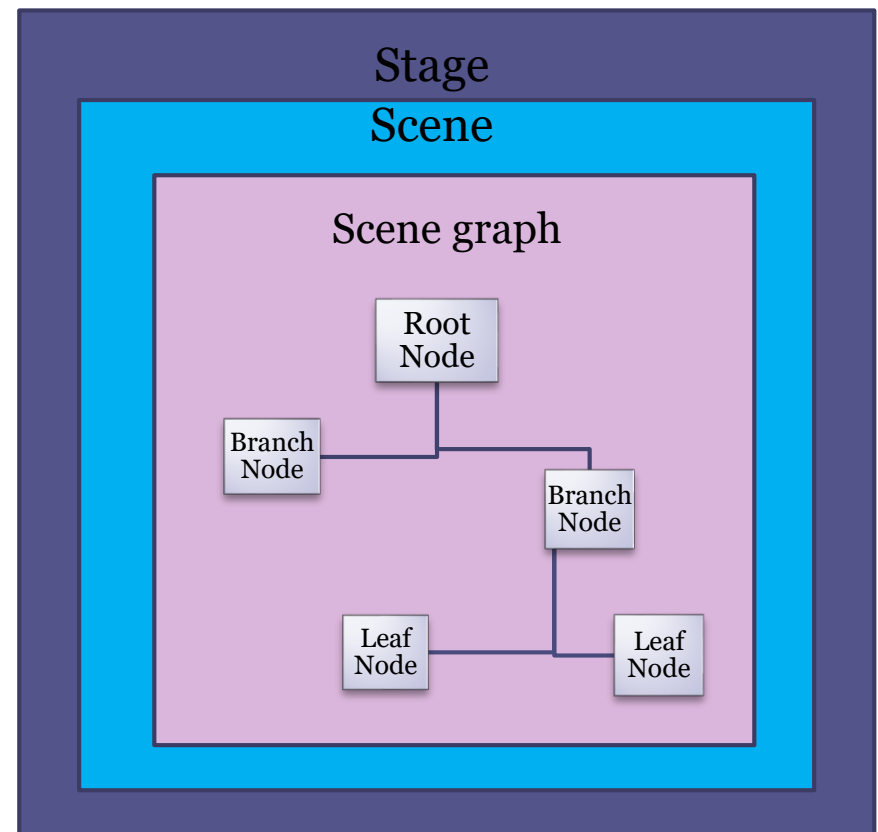 Stage
Scene
Scene graph
Root
Node
Branch
Node
Branch
Node
Leaf
Node
Leaf
Node